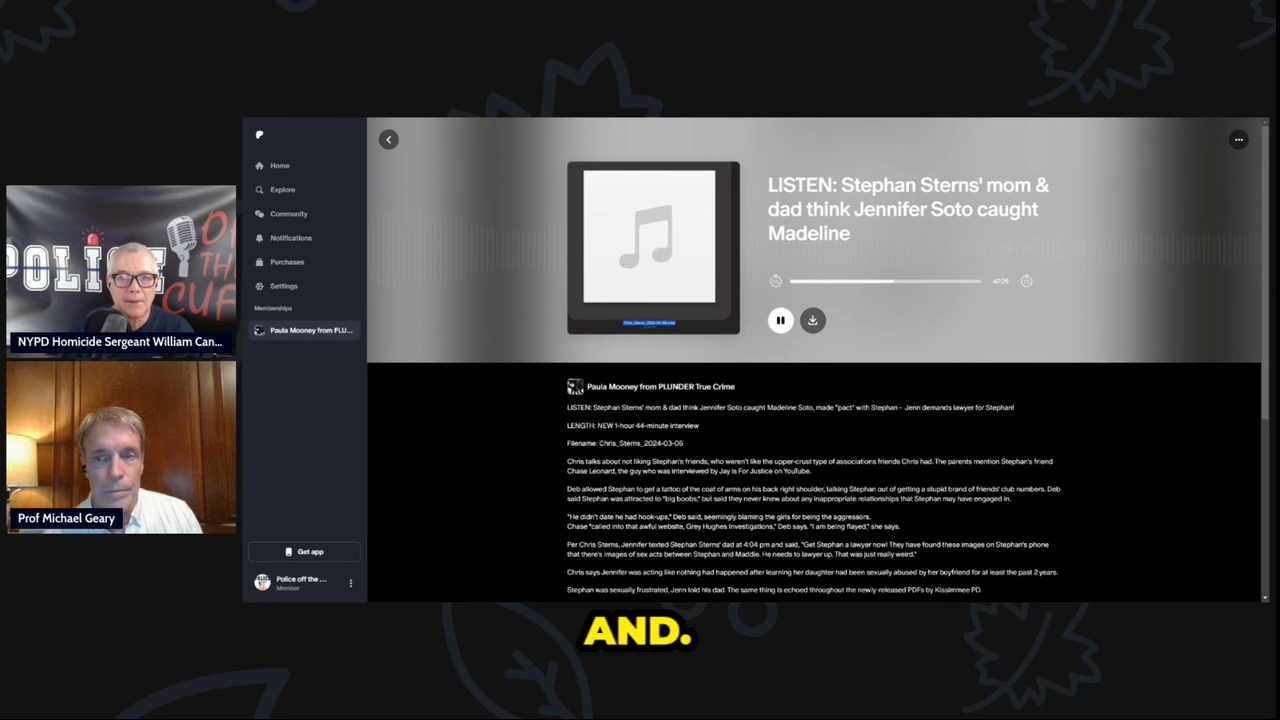 POLICE
OFF
THE
CUFF
NYPD Homicide Sergeant William Can...
Prof Michael Geary
Home
Explore
Community
Notifications
Purchases
Settings
Memberships
Paula Mooney from PLU...
Get app
Police off the ...
Member
LISTEN: Stephan Sterns' mom &
dad think Jennifer Soto caught
Madeline
Chris_Sterns_2024-03-06
Paula Mooney from PLUNDER True Crime
LISTEN: Stephan Sterns' mom & dad think Jennifer Soto caught Madeline Soto, made "pact" with Stephan - Jenn demands lawyer for Stephan!
LENGTH: NEW 1-hour 44-minute interview
Filename: Chris_Sterns_2024-03-06
Chris talks about not liking Stephan's friends, who weren't like the upper-crust type of associations friends Chris had. The parents mention Stephan's friend
Chase Leonard, the guy who was interviewed by Jay is For Justice on YouTube.
Deb allowed Stephan to get a tattoo of the coat of arms on his back right shoulder, talking Stephan out of getting a stupid brand of friends' club numbers. Deb
said Stephan was attracted to "big boobs," but said they never knew about any inappropriate relationships that Stephan may have engaged in.
"He didn't date he had hook-ups," Deb said, seemingly blaming the girls for being the aggressors.
Chase "called into that awful website, Grey Hughes Investigations," Deb says. "I am being flayed," she says.
Per Chris Sterns, Jennifer texted Stephan Sterns' dad at 4:04 pm and said, "Get Stephan a lawyer now! They have found these images on Stephan's phone
that there's images of sex acts between Stephan and Maddie. He needs to lawyer up. That was just really weird."
Chris says Jennifer was acting like nothing had happened after learning her daughter had been sexually abused by her boyfriend for at least the past 2 years.
Stephan was sexually frustrated, Jenn told his dad. The same thing is echoed throughout the newly-released PDFs by Kissimmee PD.
AND.